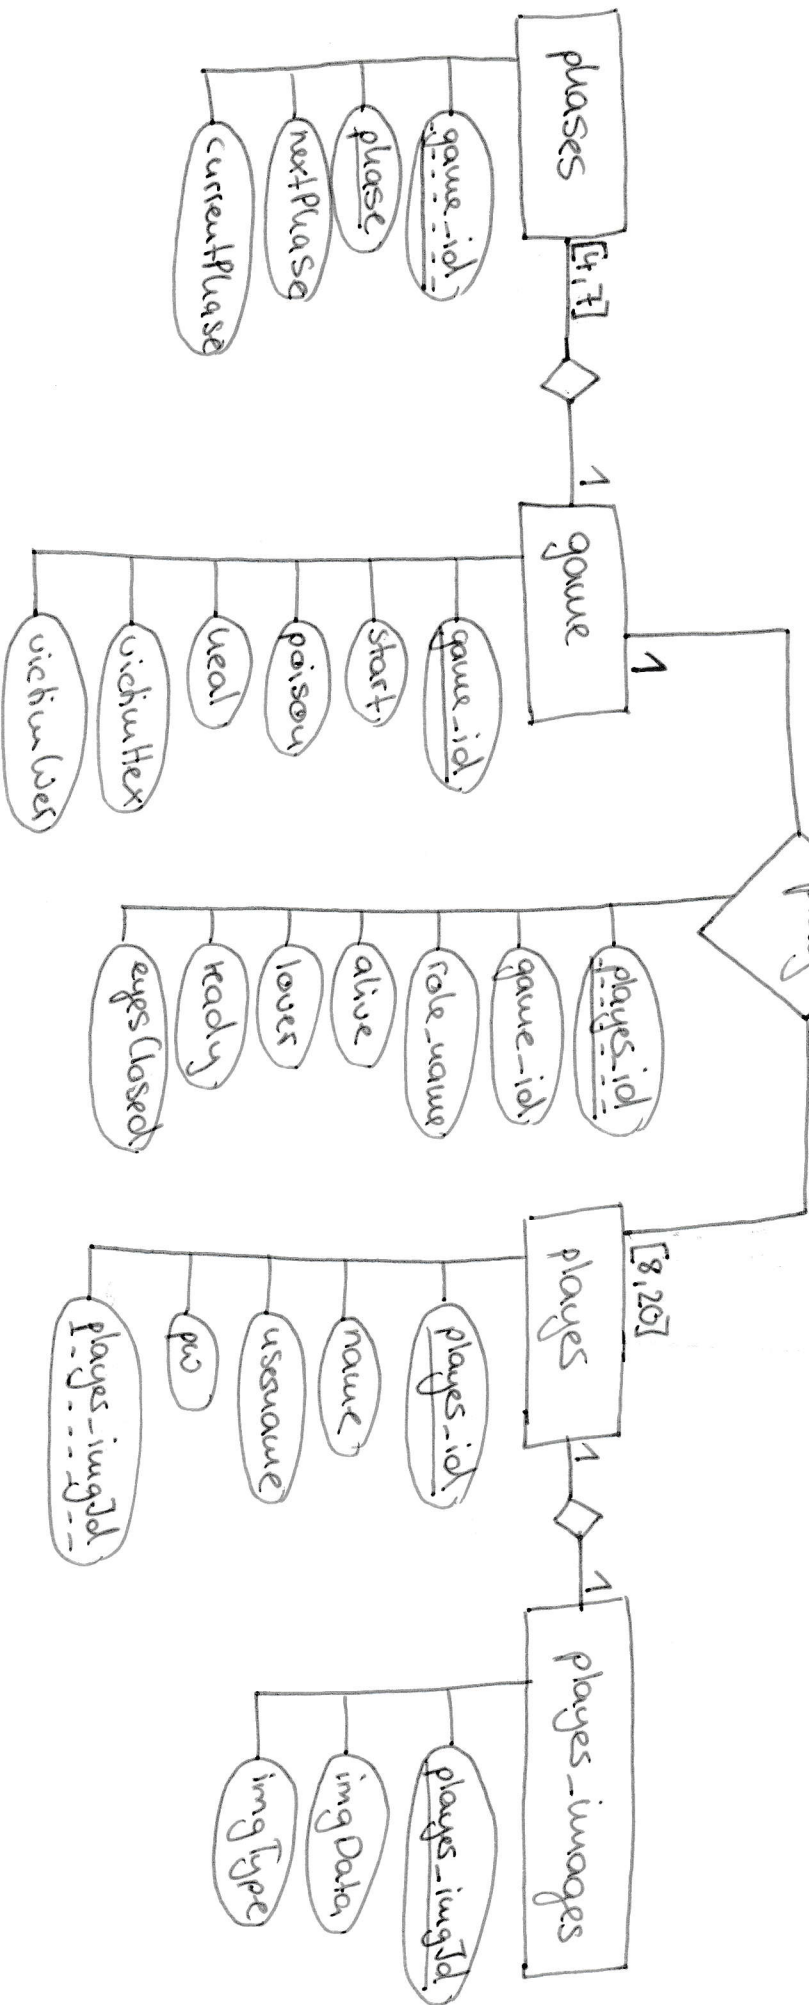 phases
game_id
phase
nextPhase
currentPhase
[4,7]
1
game
1
game_id
start
poison
heal
victimHex
victimWer
player_id
game_id
role_name
alive
lover
ready
eyesClosed
[8,20]
player
player_id
name
username
pw
player_imgId
1
1
player_images
player_imgId
imgData
imgType